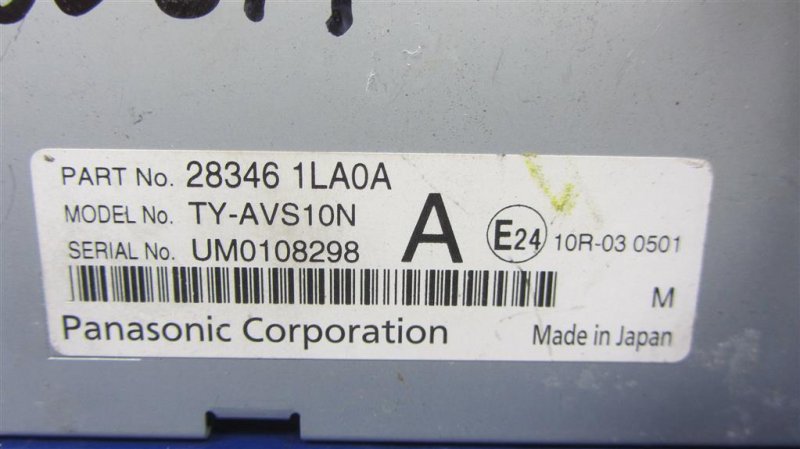 PART No. 28346 1LA0A
MODEL No. TY-AVS10N
SERIAL No. UM0108298
A
E24 10R-03 0501
M
Panasonic Corporation
Made in Japan